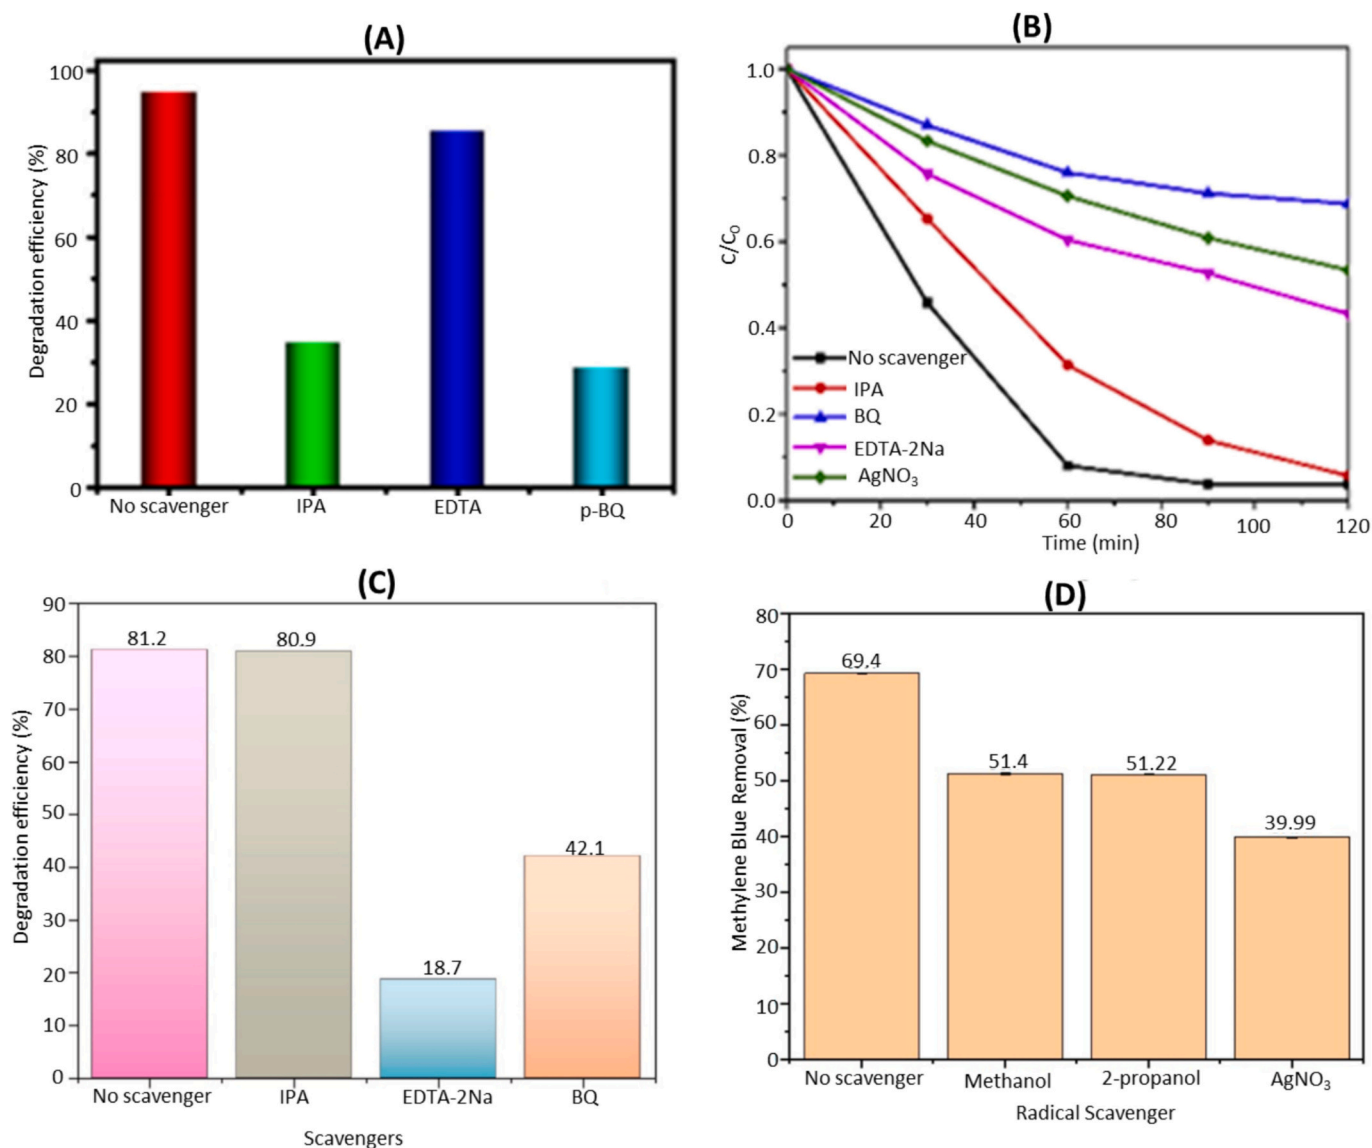 (A)
Degradation efficiency (%)
100
80
60
40
20
0
No scavenger
IPA
EDTA
p-BQ
(B)
C/C₀
1.0
0.8
0.6
0.4
0.2
0.0
No scavenger
IPA
BQ
EDTA-2Na
AgNO₃
0
20
40
60
80
100
120
Time (min)
(C)
Degradation efficiency (%)
90
80
70
60
50
40
30
20
10
0
81.2
80.9
18.7
42.1
No scavenger
IPA
EDTA-2Na
BQ
Scavengers
(D)
Methylene Blue Removal (%)
80
70
60
50
40
30
20
10
0
69.4
51.4
51.22
39.99
No scavenger
Methanol
2-propanol
AgNO₃
Radical Scavenger